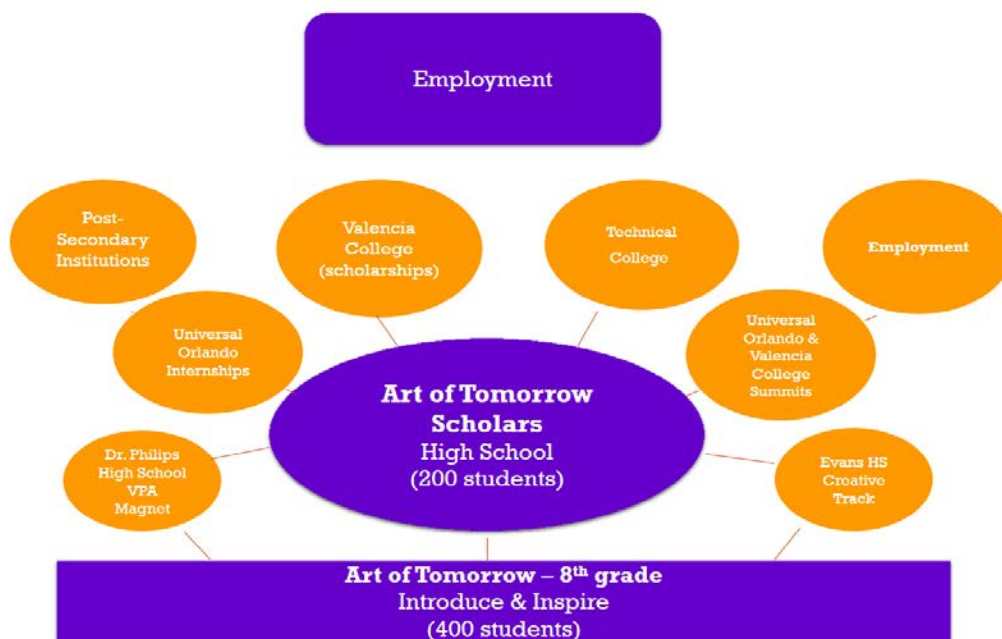 Employment
Post-
Secondary
Institutions
Valencia
College
(scholarships)
Technical
College
Employment
Universal
Orlando
Internships
Universal
Orlando &
Valencia
College
Summits
Art of Tomorrow
Scholars
High School
(200 students)
Dr. Philips
High School
VPA
Magnet
Evans HS
Creative
Track
Art of Tomorrow – 8th grade
Introduce & Inspire
(400 students)